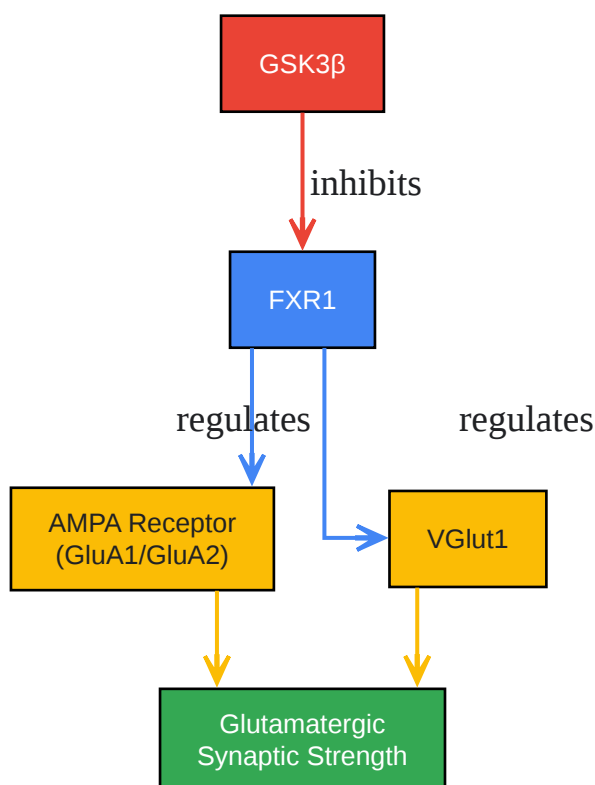 GSK3β
inhibits
FXR1
regulates
regulates
AMPA Receptor
(GluA1/GluA2)
VGlut1
Glutamatergic
Synaptic Strength